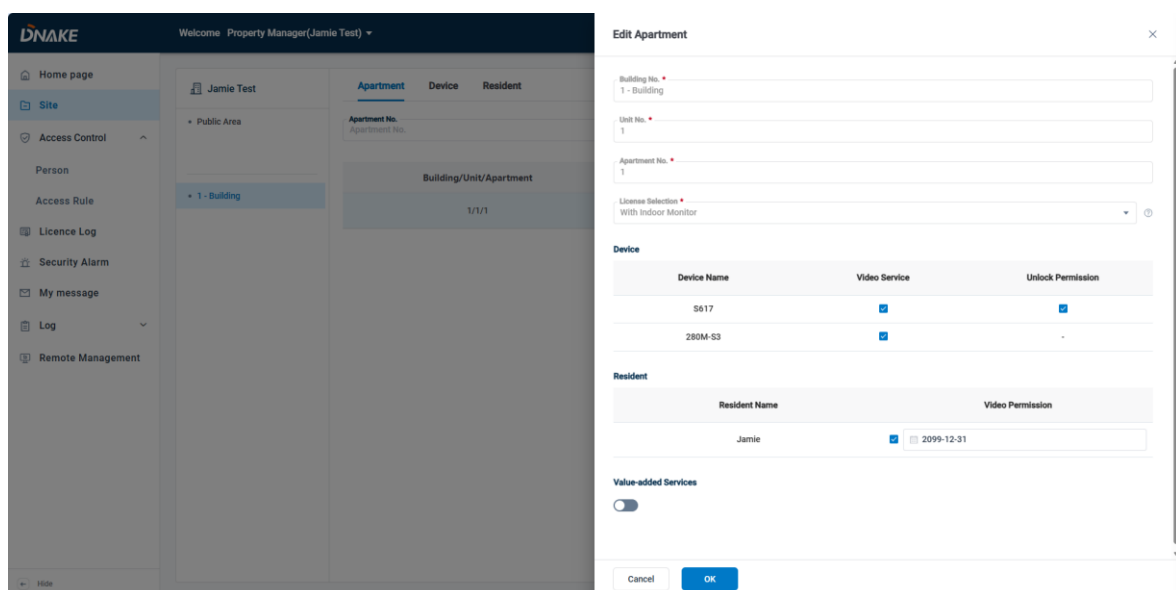 DNAKE
Welcome Property Manager(Jamie Test)
Home page
Site
Access Control
Person
Access Rule
Licence Log
Security Alarm
My message
Log
Remote Management
Hide
Jamie Test
Public Area
1 - Building
Apartment Device Resident
Apartment No.
Apartment No.
Building/Unit/Apartment
1/1/1
Edit Apartment
Building No. *
1 - Building
Unit No. *
1
Apartment No. *
1
License Selection *
With Indoor Monitor
Device
Device Name Video Service Unlock Permission
S617
280M-S3 -
Resident
Resident Name Video Permission
Jamie 2099-12-31
Value-added Services
Cancel OK